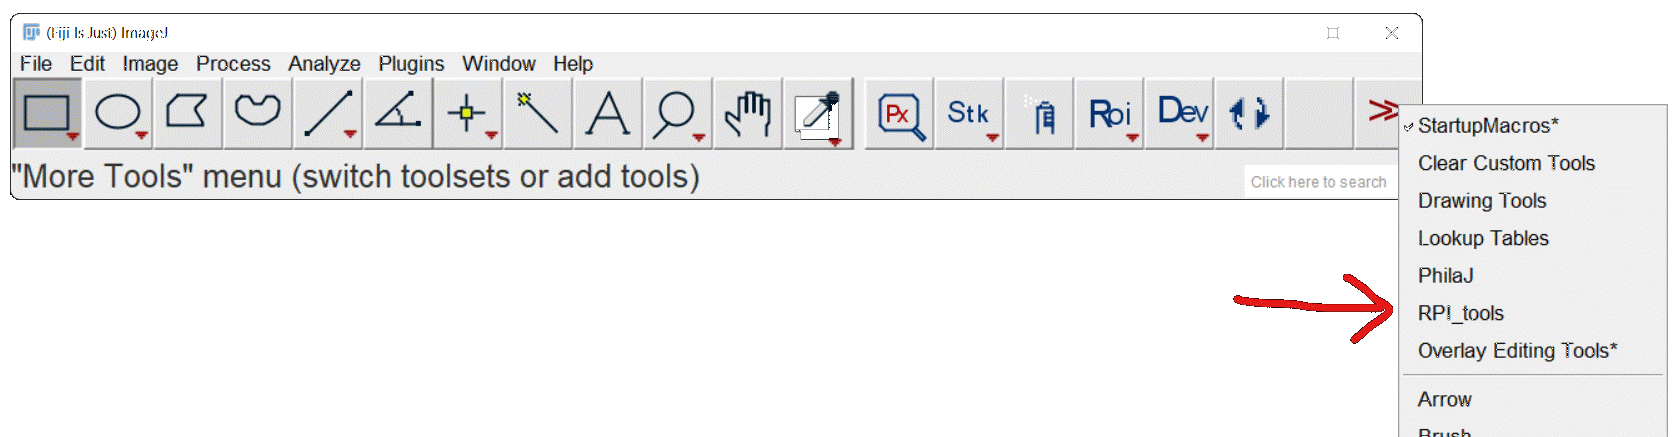 (Fiji Is Just) ImageJ
File Edit Image Process Analyze Plugins Window Help
A Px Stk Roi Dev >>
"More Tools" menu (switch toolsets or add tools)
Click here to search
StartupMacros*
Clear Custom Tools
Drawing Tools
Lookup Tables
PhilaJ
RPI_tools
Overlay Editing Tools*
Arrow
Brush